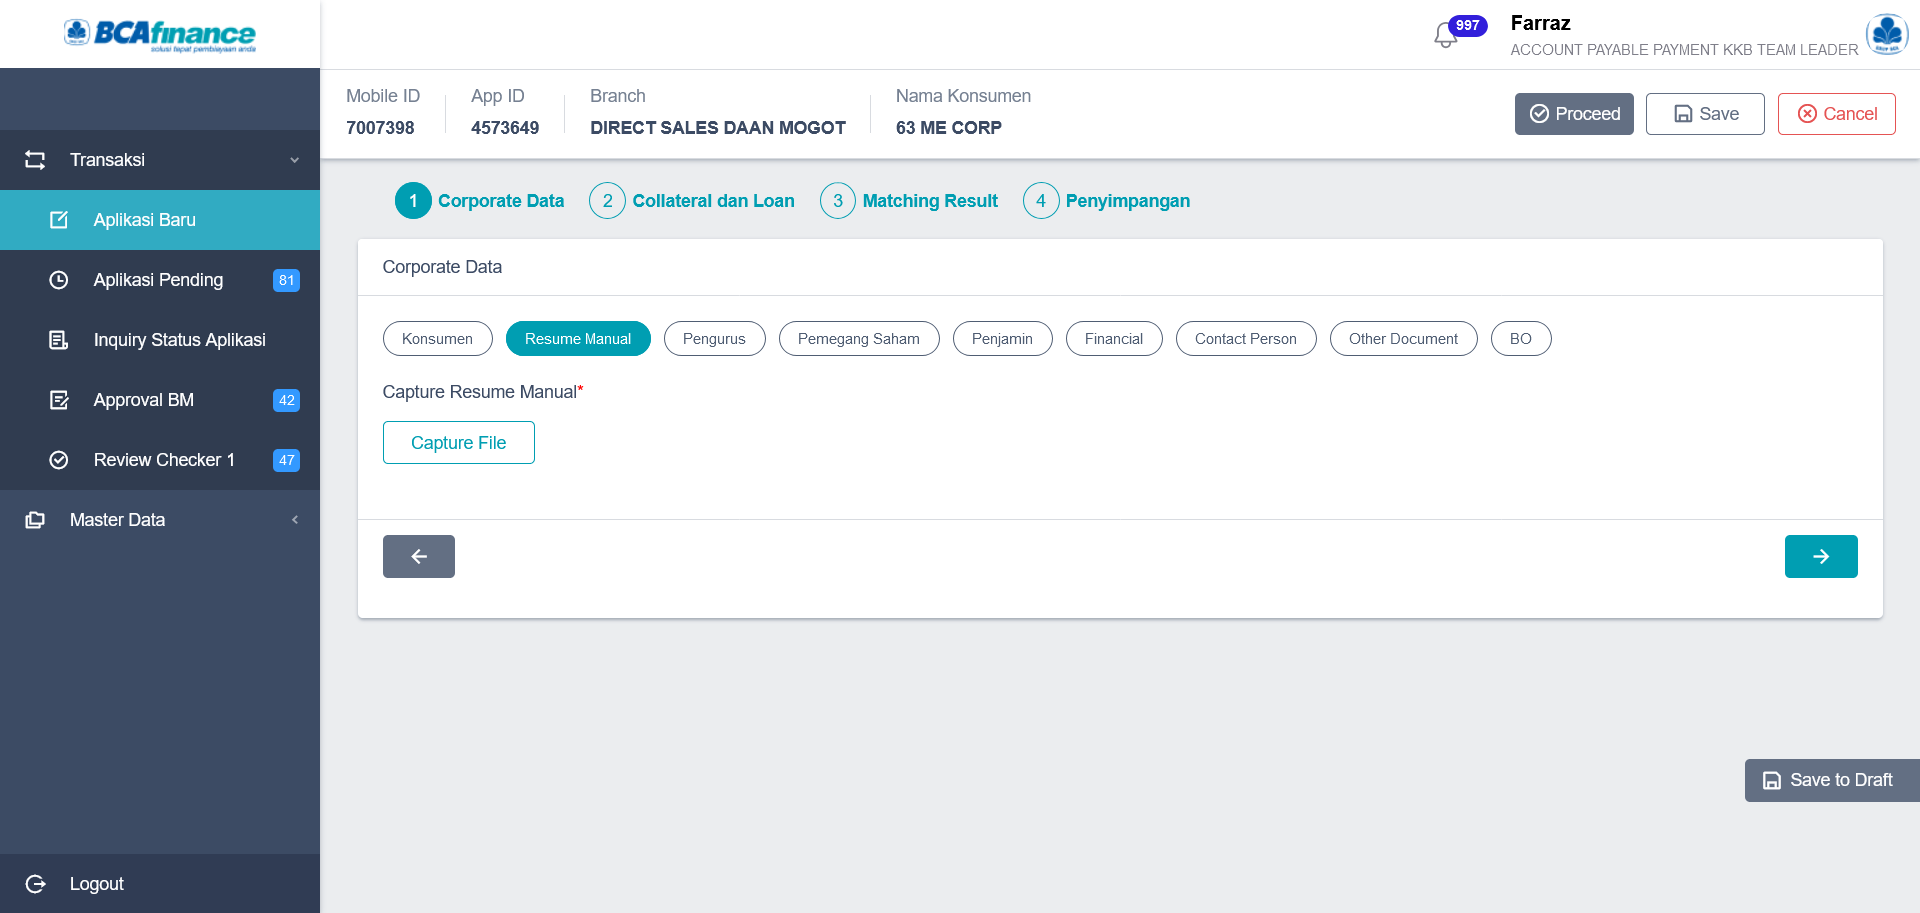 BCAfinance
solusi tepat pembiayaan anda
997
Farraz
ACCOUNT PAYABLE PAYMENT KKB TEAM LEADER
Mobile ID
7007398
App ID
4573649
Branch
DIRECT SALES DAAN MOGOT
Nama Konsumen
63 ME CORP
Proceed
Save
Cancel
Transaksi
Aplikasi Baru
Aplikasi Pending 81
Inquiry Status Aplikasi
Approval BM 42
Review Checker 1 47
Master Data
Logout
1 Corporate Data
2 Collateral dan Loan
3 Matching Result
4 Penyimpangan
Corporate Data
Konsumen
Resume Manual
Pengurus
Pemegang Saham
Penjamin
Financial
Contact Person
Other Document
BO
Capture Resume Manual*
Capture File
Save to Draft